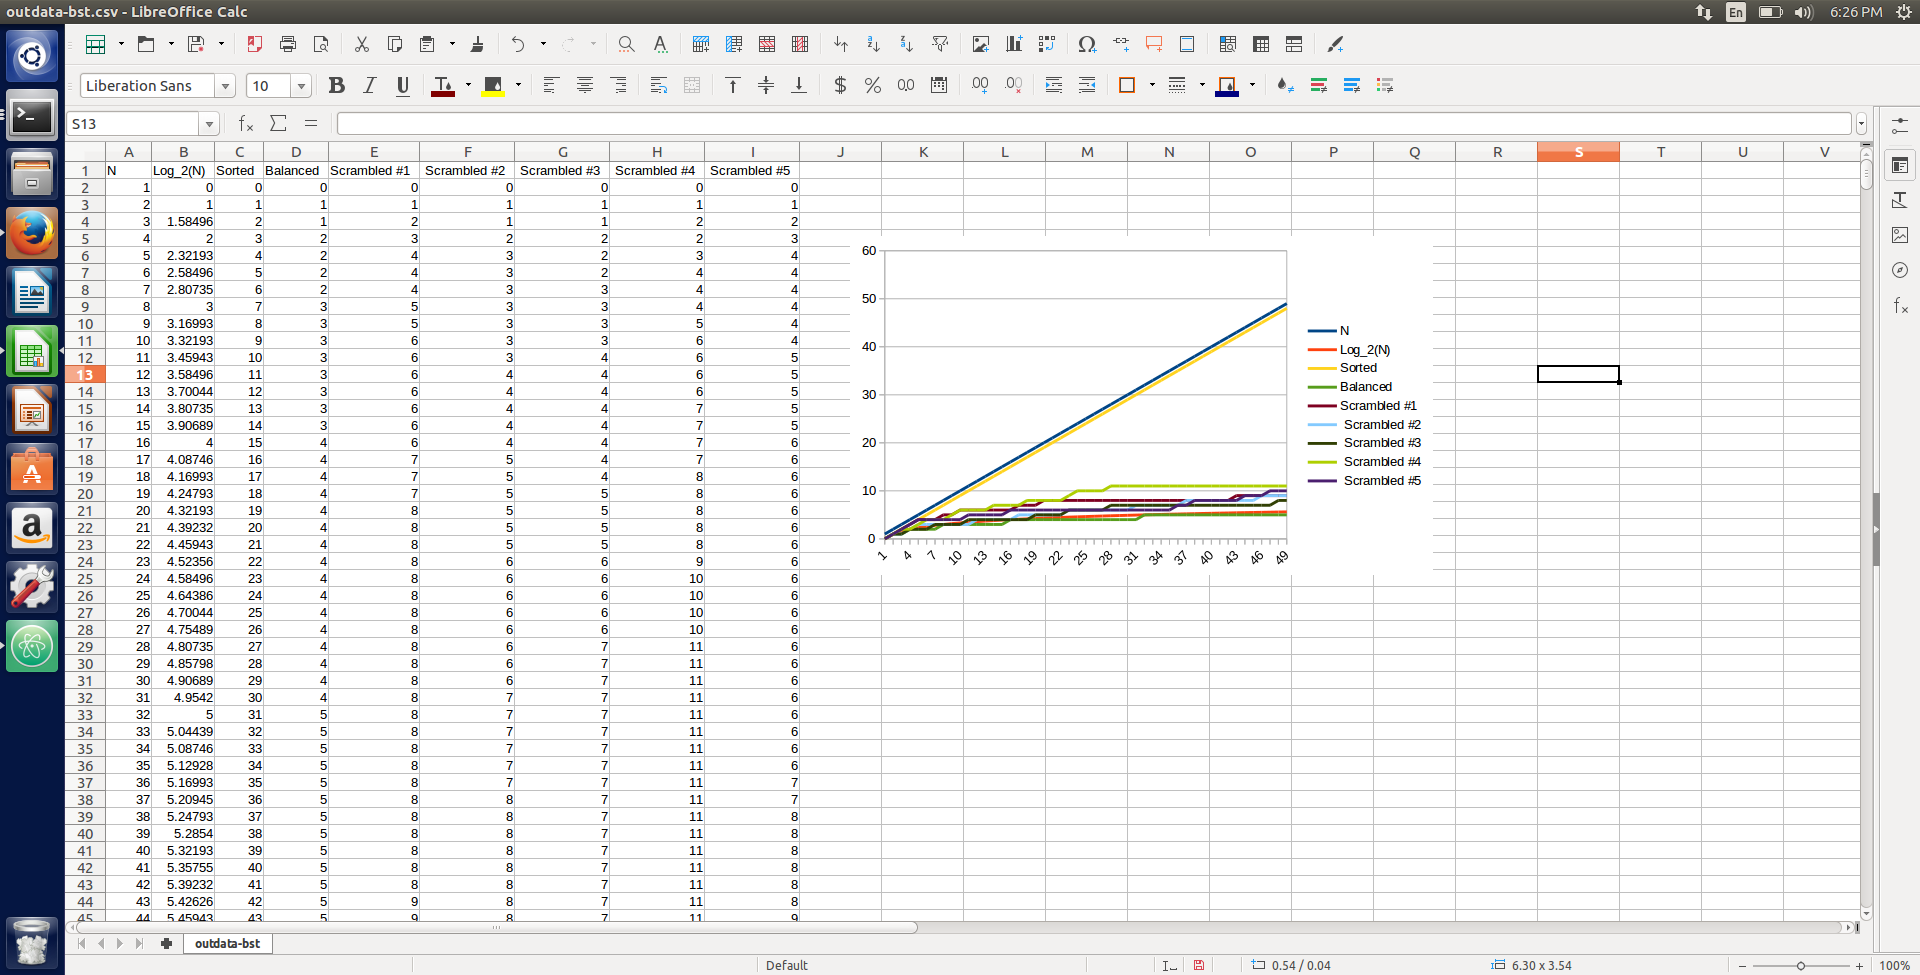 outdata-bst.csv - LibreOffice Calc En 6:26 PM
Liberation Sans 10
S13
A B C D E F G H I J K L M N O P Q R S T U V
1 N Log_2(N) Sorted Balanced Scrambled #1 Scrambled #2 Scrambled #3 Scrambled #4 Scrambled #5
2 1 0 0 0 0 0 0 0 0
3 2 1 1 1 1 1 1 1 1
4 3 1.58496 2 1 2 1 1 2 2
5 4 2 3 2 3 2 2 2 3
6 5 2.32193 4 2 4 3 2 3 4
7 6 2.58496 5 2 4 3 2 4 4
8 7 2.80735 6 2 4 3 3 4 4
9 8 3 7 3 5 3 3 4 4
10 9 3.16993 8 3 5 3 3 5 4
11 10 3.32193 9 3 6 3 3 6 4
12 11 3.45943 10 3 6 3 4 6 5
13 12 3.58496 11 3 6 4 4 6 5
14 13 3.70044 12 3 6 4 4 6 5
15 14 3.80735 13 3 6 4 4 7 5
16 15 3.90689 14 3 6 4 4 7 5
17 16 4 15 4 6 4 4 7 6
18 17 4.08746 16 4 7 5 4 7 6
19 18 4.16993 17 4 7 5 4 8 6
20 19 4.24793 18 4 7 5 5 8 6
21 20 4.32193 19 4 8 5 5 8 6
22 21 4.39232 20 4 8 5 5 8 6
23 22 4.45943 21 4 8 5 5 8 6
24 23 4.52356 22 4 8 6 6 9 6
25 24 4.58496 23 4 8 6 6 10 6
26 25 4.64386 24 4 8 6 6 10 6
27 26 4.70044 25 4 8 6 6 10 6
28 27 4.75489 26 4 8 6 6 10 6
29 28 4.80735 27 4 8 6 7 11 6
30 29 4.85798 28 4 8 6 7 11 6
31 30 4.90689 29 4 8 6 7 11 6
32 31 4.9542 30 4 8 7 7 11 6
33 32 5 31 5 8 7 7 11 6
34 33 5.04439 32 5 8 7 7 11 6
35 34 5.08746 33 5 8 7 7 11 6
36 35 5.12928 34 5 8 7 7 11 6
37 36 5.16993 35 5 8 7 7 11 7
38 37 5.20945 36 5 8 8 7 11 7
39 38 5.24793 37 5 8 8 7 11 8
40 39 5.2854 38 5 8 8 7 11 8
41 40 5.32193 39 5 8 8 7 11 8
42 41 5.35755 40 5 8 8 7 11 8
43 42 5.39232 41 5 8 8 7 11 8
44 43 5.42626 42 5 9 8 7 11 8
45 44 5.45943 43 5 9 8 7 11 9
60
50
40
30
20
10
0
1 4 7 10 13 16 19 22 25 28 31 34 37 40 43 46 49
N
Log_2(N)
Sorted
Balanced
Scrambled #1
Scrambled #2
Scrambled #3
Scrambled #4
Scrambled #5
outdata-bst
Default 0.54 / 0.04 6.30 x 3.54 100%